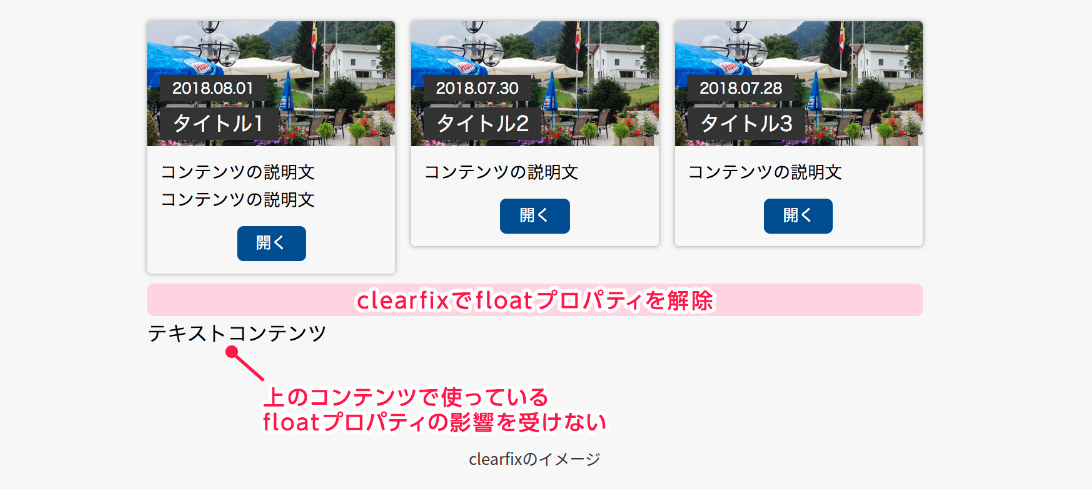 2018.08.01
タイトル1
コンテンツの説明文
コンテンツの説明文
開く
2018.07.30
タイトル2
コンテンツの説明文
開く
2018.07.28
タイトル3
コンテンツの説明文
開く
clearfixでfloatプロパティを解除
テキストコンテンツ
上のコンテンツで使っている
floatプロパティの影響を受けない
clearfixのイメージ